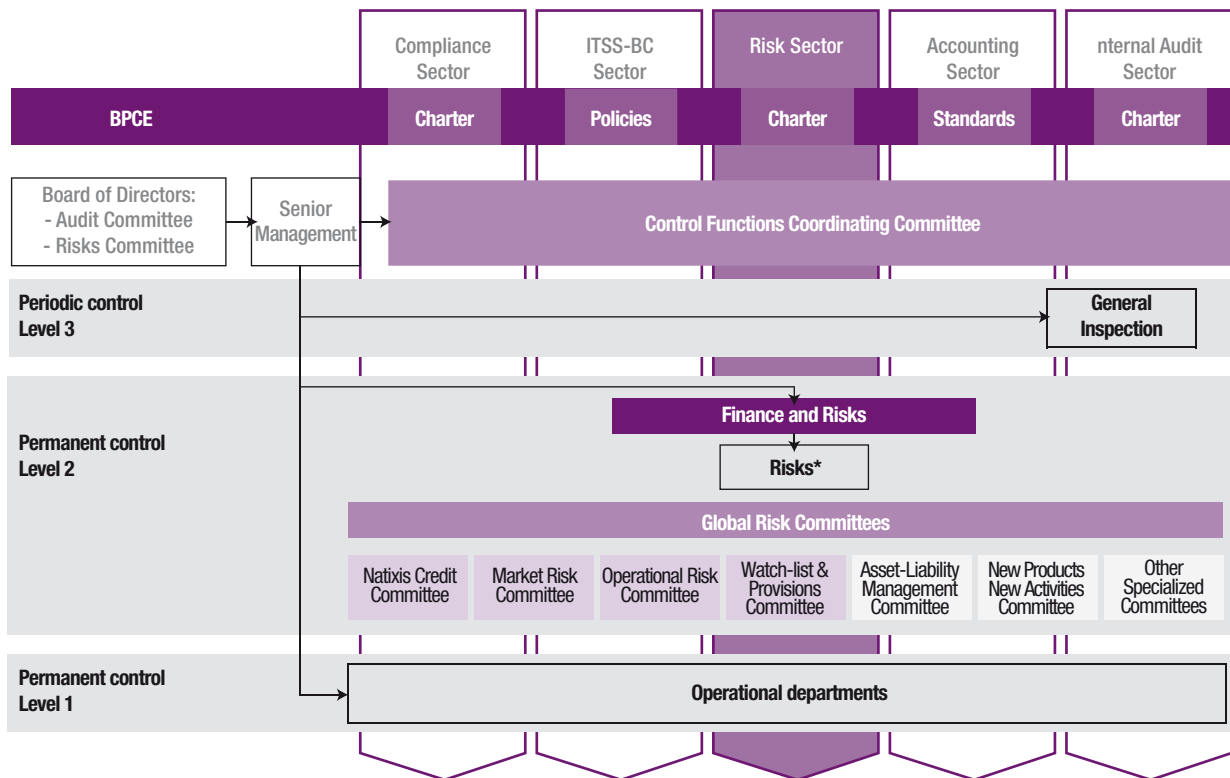 Compliance
Sector
ITSS-BC
Sector
Risk Sector
Accounting
Sector
nternal Audit
Sector
BPCE
Charter
Policies
Charter
Standards
Charter
Board of Directors:
- Audit Committee
- Risks Committee
Senior
Management
Control Functions Coordinating Committee
Periodic control
Level 3
General
Inspection
Permanent control
Level 2
Finance and Risks
Risks*
Global Risk Committees
Natixis Credit
Committee
Market Risk
Committee
Operational Risk
Committee
Watch-list &
Provisions
Committee
Asset-Liability
Management
Committee
New Products
New Activities
Committee
Other
Specialized
Committees
Permanent control
Level 1
Operational departments